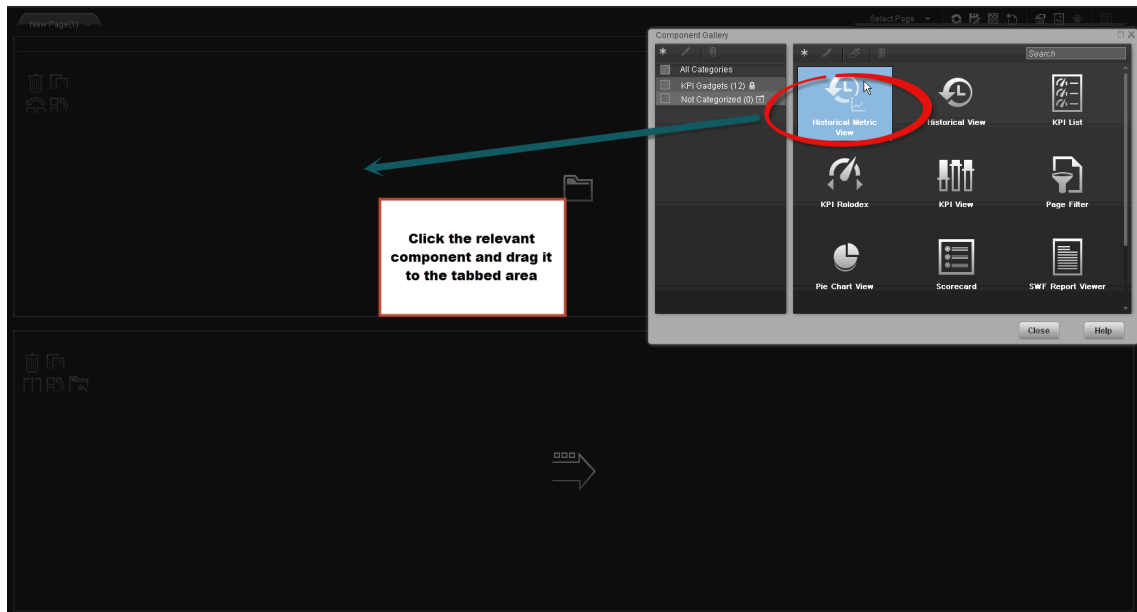 New Page(1)
Select Page
Component Gallery
All Categories
KPI Gadgets (12)
Not Categorized (0)
Search
Historical Metric
View
Historical View
KPI List
KPI Rolodex
KPI View
Page Filter
Pie Chart View
Scorecard
SWF Report Viewer
Close
Help
Click the relevant
component and drag it
to the tabbed area